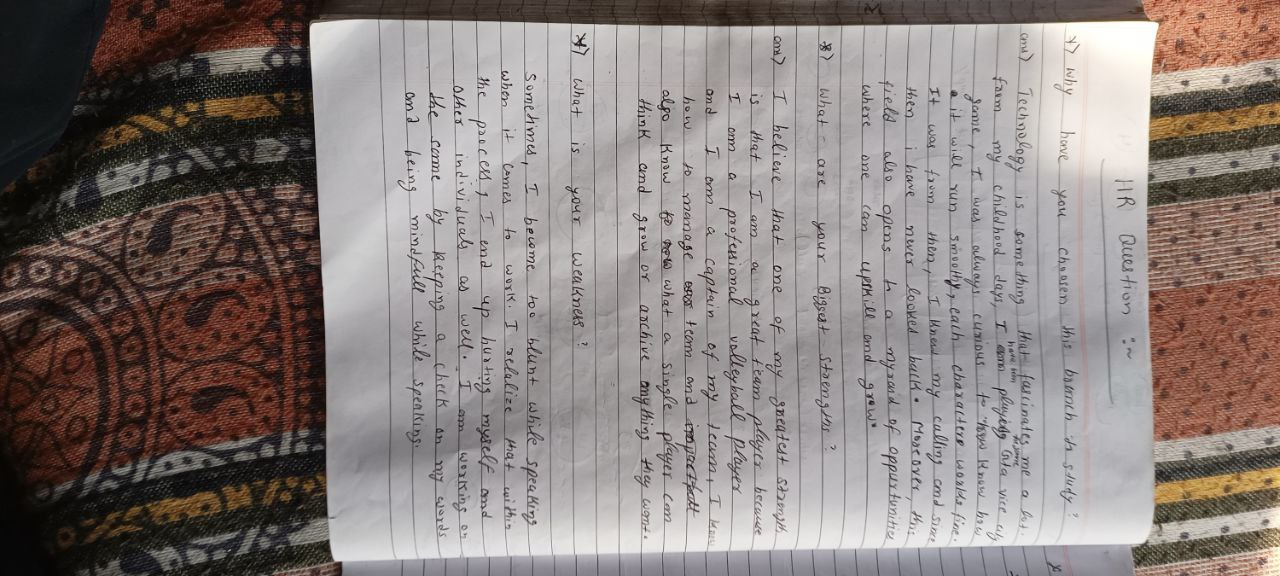 HR Question :~
*> why have you choosen this branch to study?
ans> Technology is something that fascinates me a lot.
from my childhood days, I have been playing Gta vice city
game, I was always curious to know how
it will run smoothly, each characters works fine.
It was from then, I knew my calling and since
then i have never looked back. Moreover, this
field also opens to a myraid of oppurtunities
where one can upskill and grow.
*> what are your Biggest Strengths?
ans> I believe that one of my greatest strength
is that I am a great team player because
I am a profesional volleyball player
and I am a captain of my team, I know
how to manage team and
also know what a single player can
think and grow or archive anything they want.
*> what is your weakness?
Sometimes, I become too blunt while speaking
when it comes to work. I relalize that within
the process, I end up hurting myself and
other individuals as well. I am working on
the same by keeping a check on my words
and being mindfull while speaking.